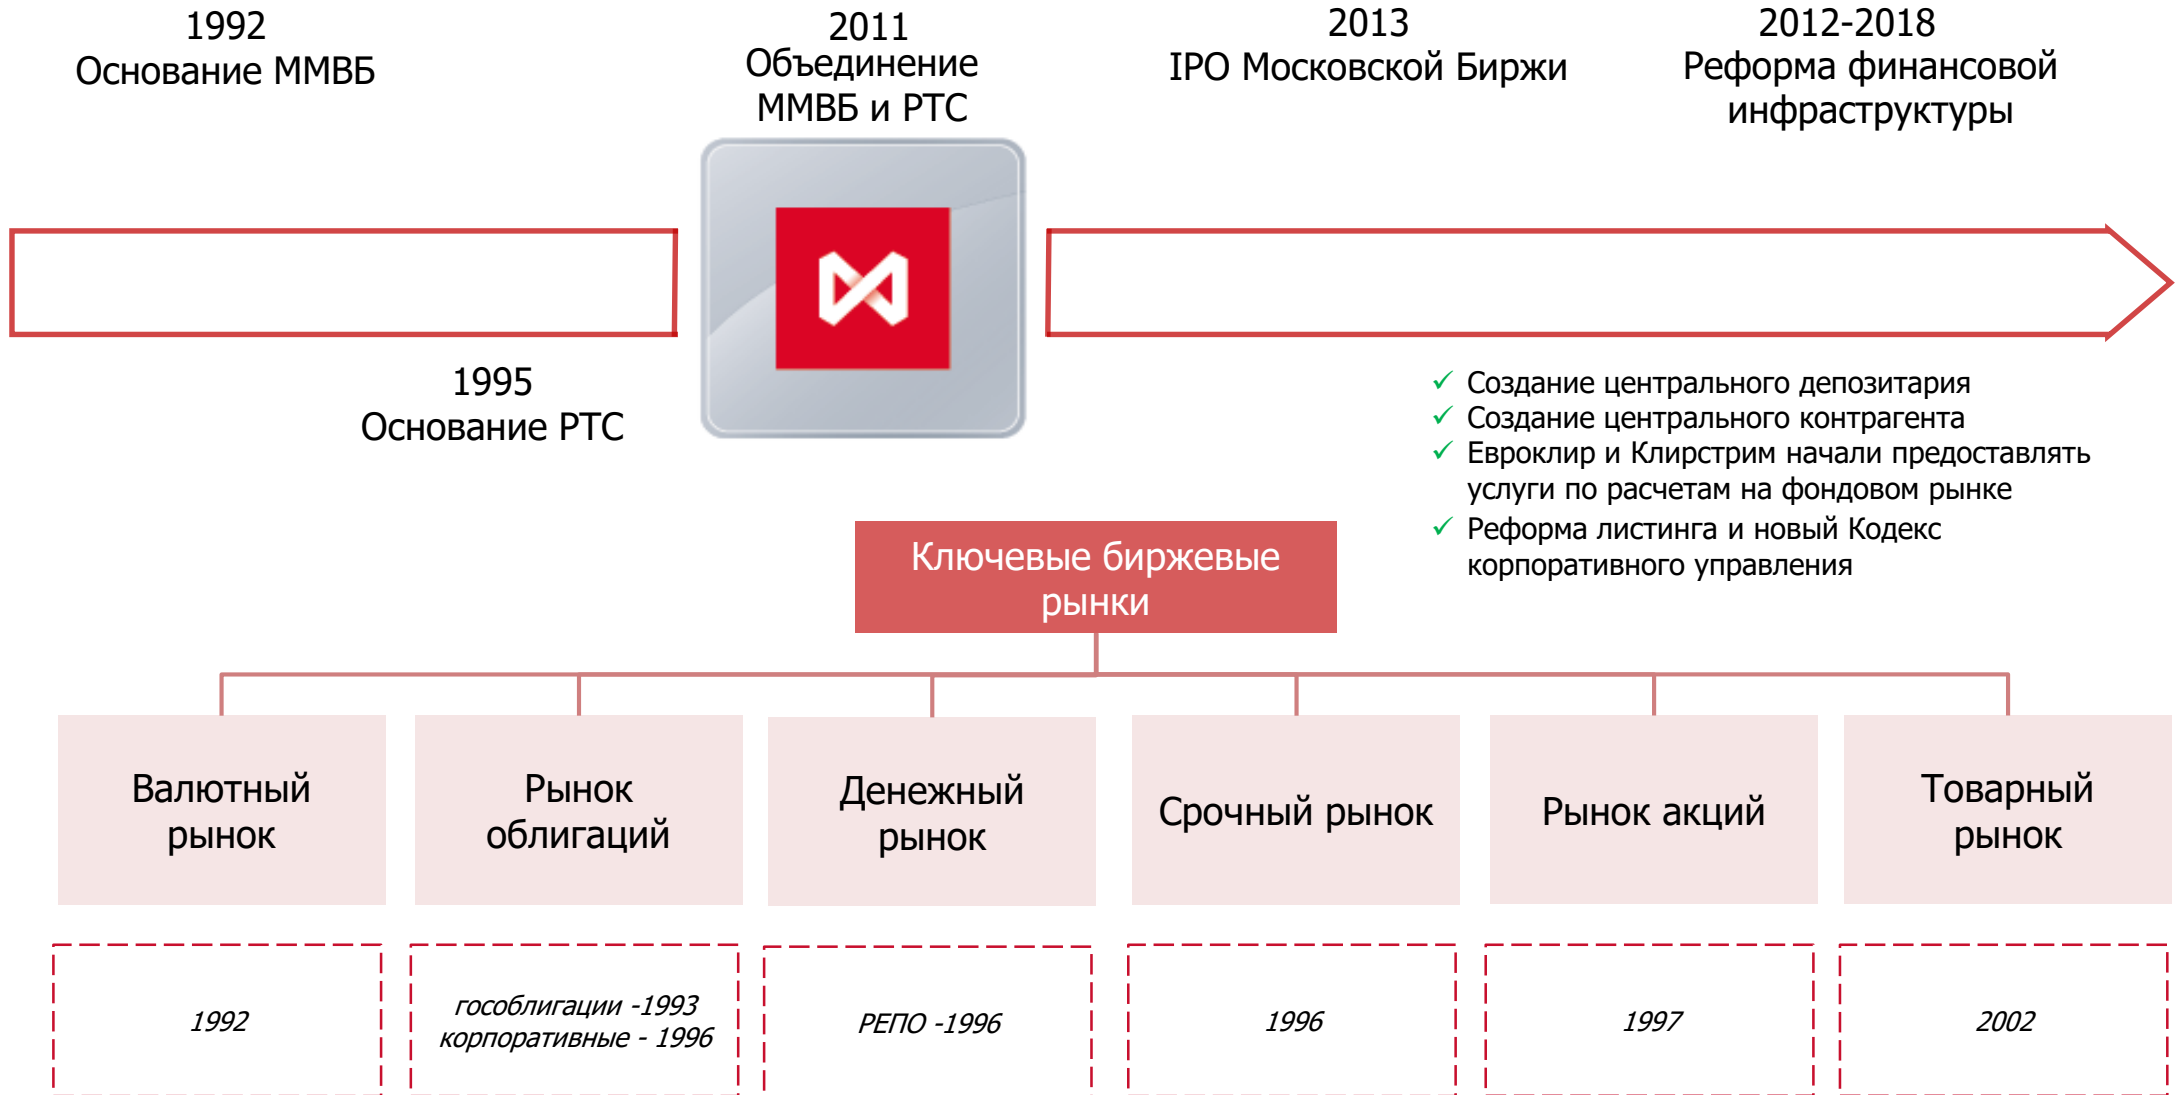 1992
Основание ММВБ
2011
Объединение
ММВБ и РТС
2013
IPO Московской Биржи
2012-2018
Реформа финансовой
инфраструктуры
1995
Основание РТС
✓ Создание центрального депозитария
✓ Создание центрального контрагента
✓ Евроклир и Клирстрим начали предоставлять
услуги по расчетам на фондовом рынке
✓ Реформа листинга и новый Кодекс
корпоративного управления
Ключевые биржевые
рынки
Валютный
рынок
Рынок
облигаций
Денежный
рынок
Срочный рынок
Рынок акций
Товарный
рынок
1992
гособлигации -1993
корпоративные - 1996
РЕПО -1996
1996
1997
2002